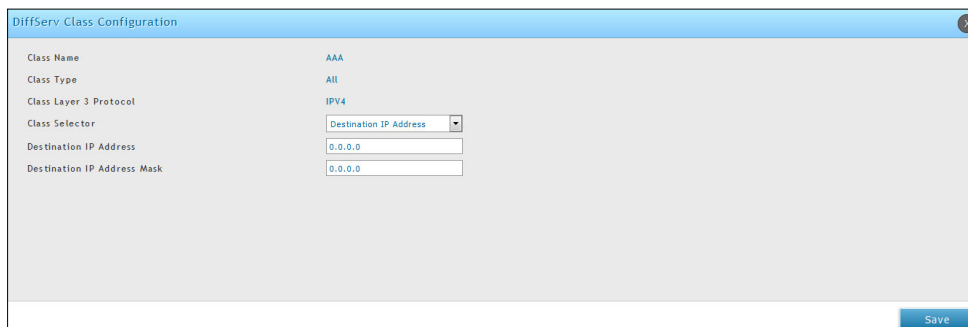 DiffServ Class Configuration
Class Name AAA
Class Type All
Class Layer 3 Protocol IPV4
Class Selector Destination IP Address
Destination IP Address 0.0.0.0
Destination IP Address Mask 0.0.0.0
Save